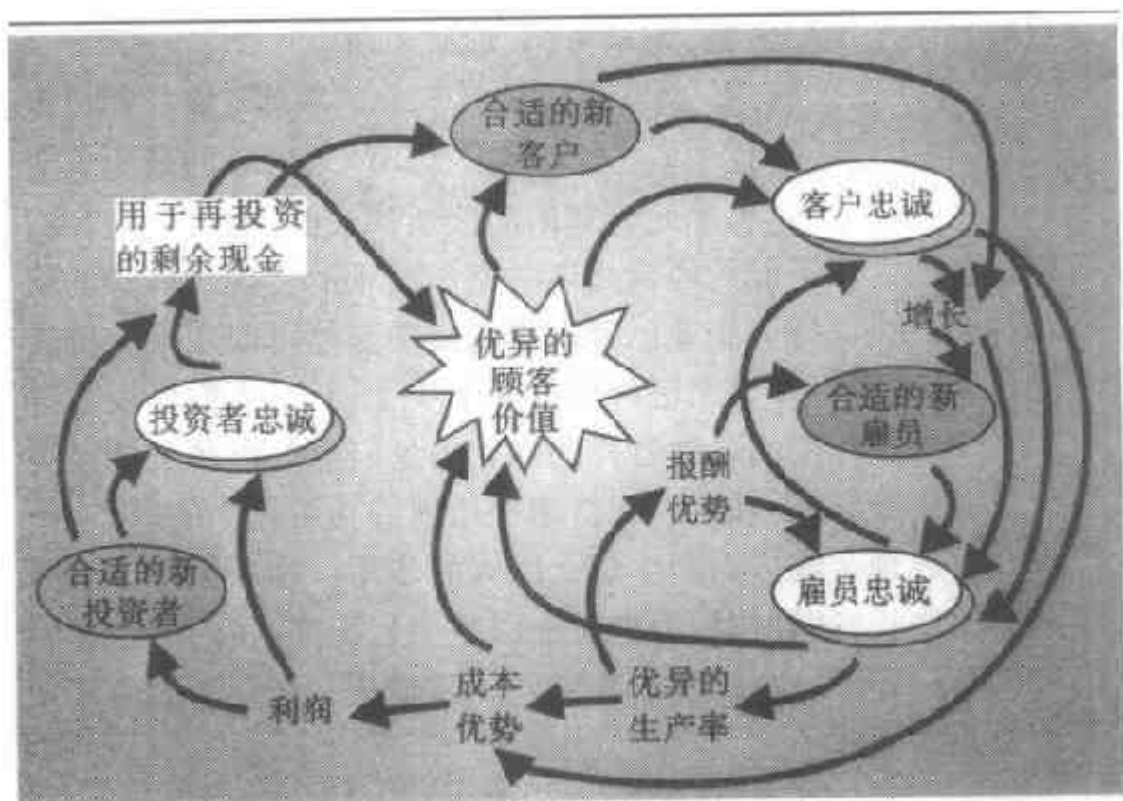 合适的新
客户
客户忠诚
用于再投资
的剩余现金
增长
优异的
顾客
价值
合适的新
雇员
投资者忠诚
报酬
优势
合适的新
投资者
雇员忠诚
利润
成本
优势
优异的
生产率